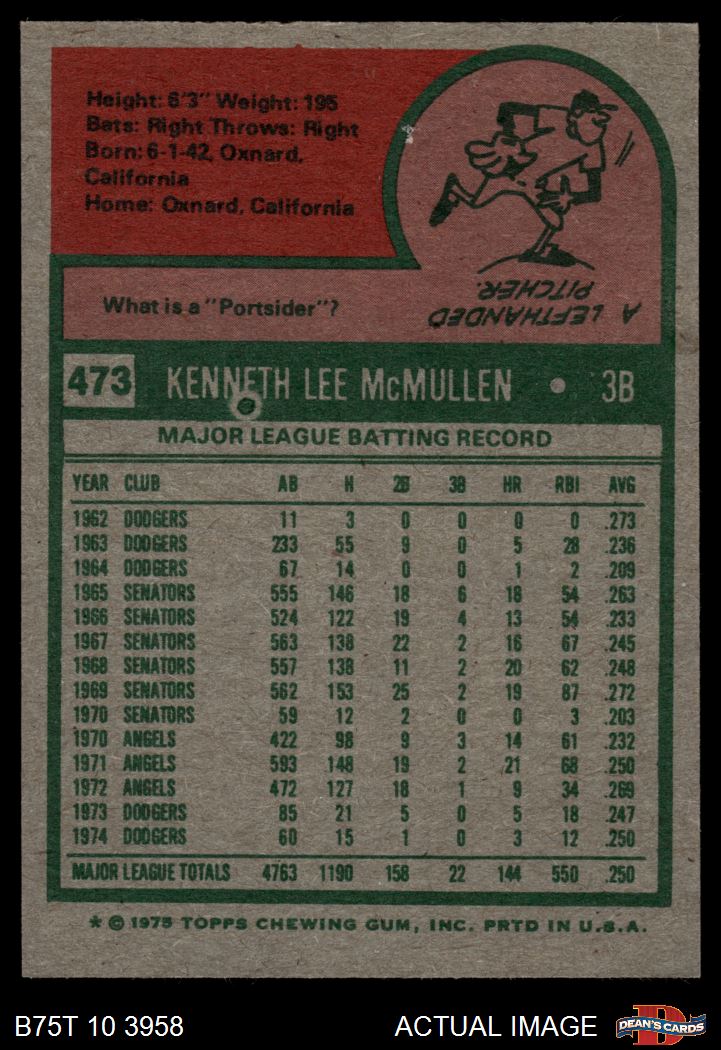 Height: 6'3" Weight: 195
Bats: Right Throws: Right
Born: 6-1-42, Oxnard,
California
Home: Oxnard, California
What is a "Portsider"?
A LEFTHANDED
PITCHER.
473 KENNETH LEE McMULLEN • 3B
MAJOR LEAGUE BATTING RECORD
YEAR CLUB AB H 2B 3B HR RBI AVG
1962 DODGERS 11 3 0 0 0 0 .273
1963 DODGERS 233 55 9 0 5 28 .236
1964 DODGERS 67 14 0 0 1 2 .209
1965 SENATORS 555 146 18 6 18 54 .263
1966 SENATORS 524 122 19 4 13 54 .233
1967 SENATORS 563 138 22 2 16 67 .245
1968 SENATORS 557 138 11 2 20 62 .248
1969 SENATORS 562 153 25 2 19 87 .272
1970 SENATORS 59 12 2 0 0 3 .203
1970 ANGELS 422 98 9 3 14 61 .232
1971 ANGELS 593 148 19 2 21 68 .250
1972 ANGELS 472 127 18 1 9 34 .269
1973 DODGERS 85 21 5 0 5 18 .247
1974 DODGERS 60 15 1 0 3 12 .250
MAJOR LEAGUE TOTALS 4763 1190 158 22 144 550 .250
* © 1975 TOPPS CHEWING GUM, INC. PRTD IN U.S.A.
B75T 10 3958 ACTUAL IMAGE
D
DEAN'S CARDS